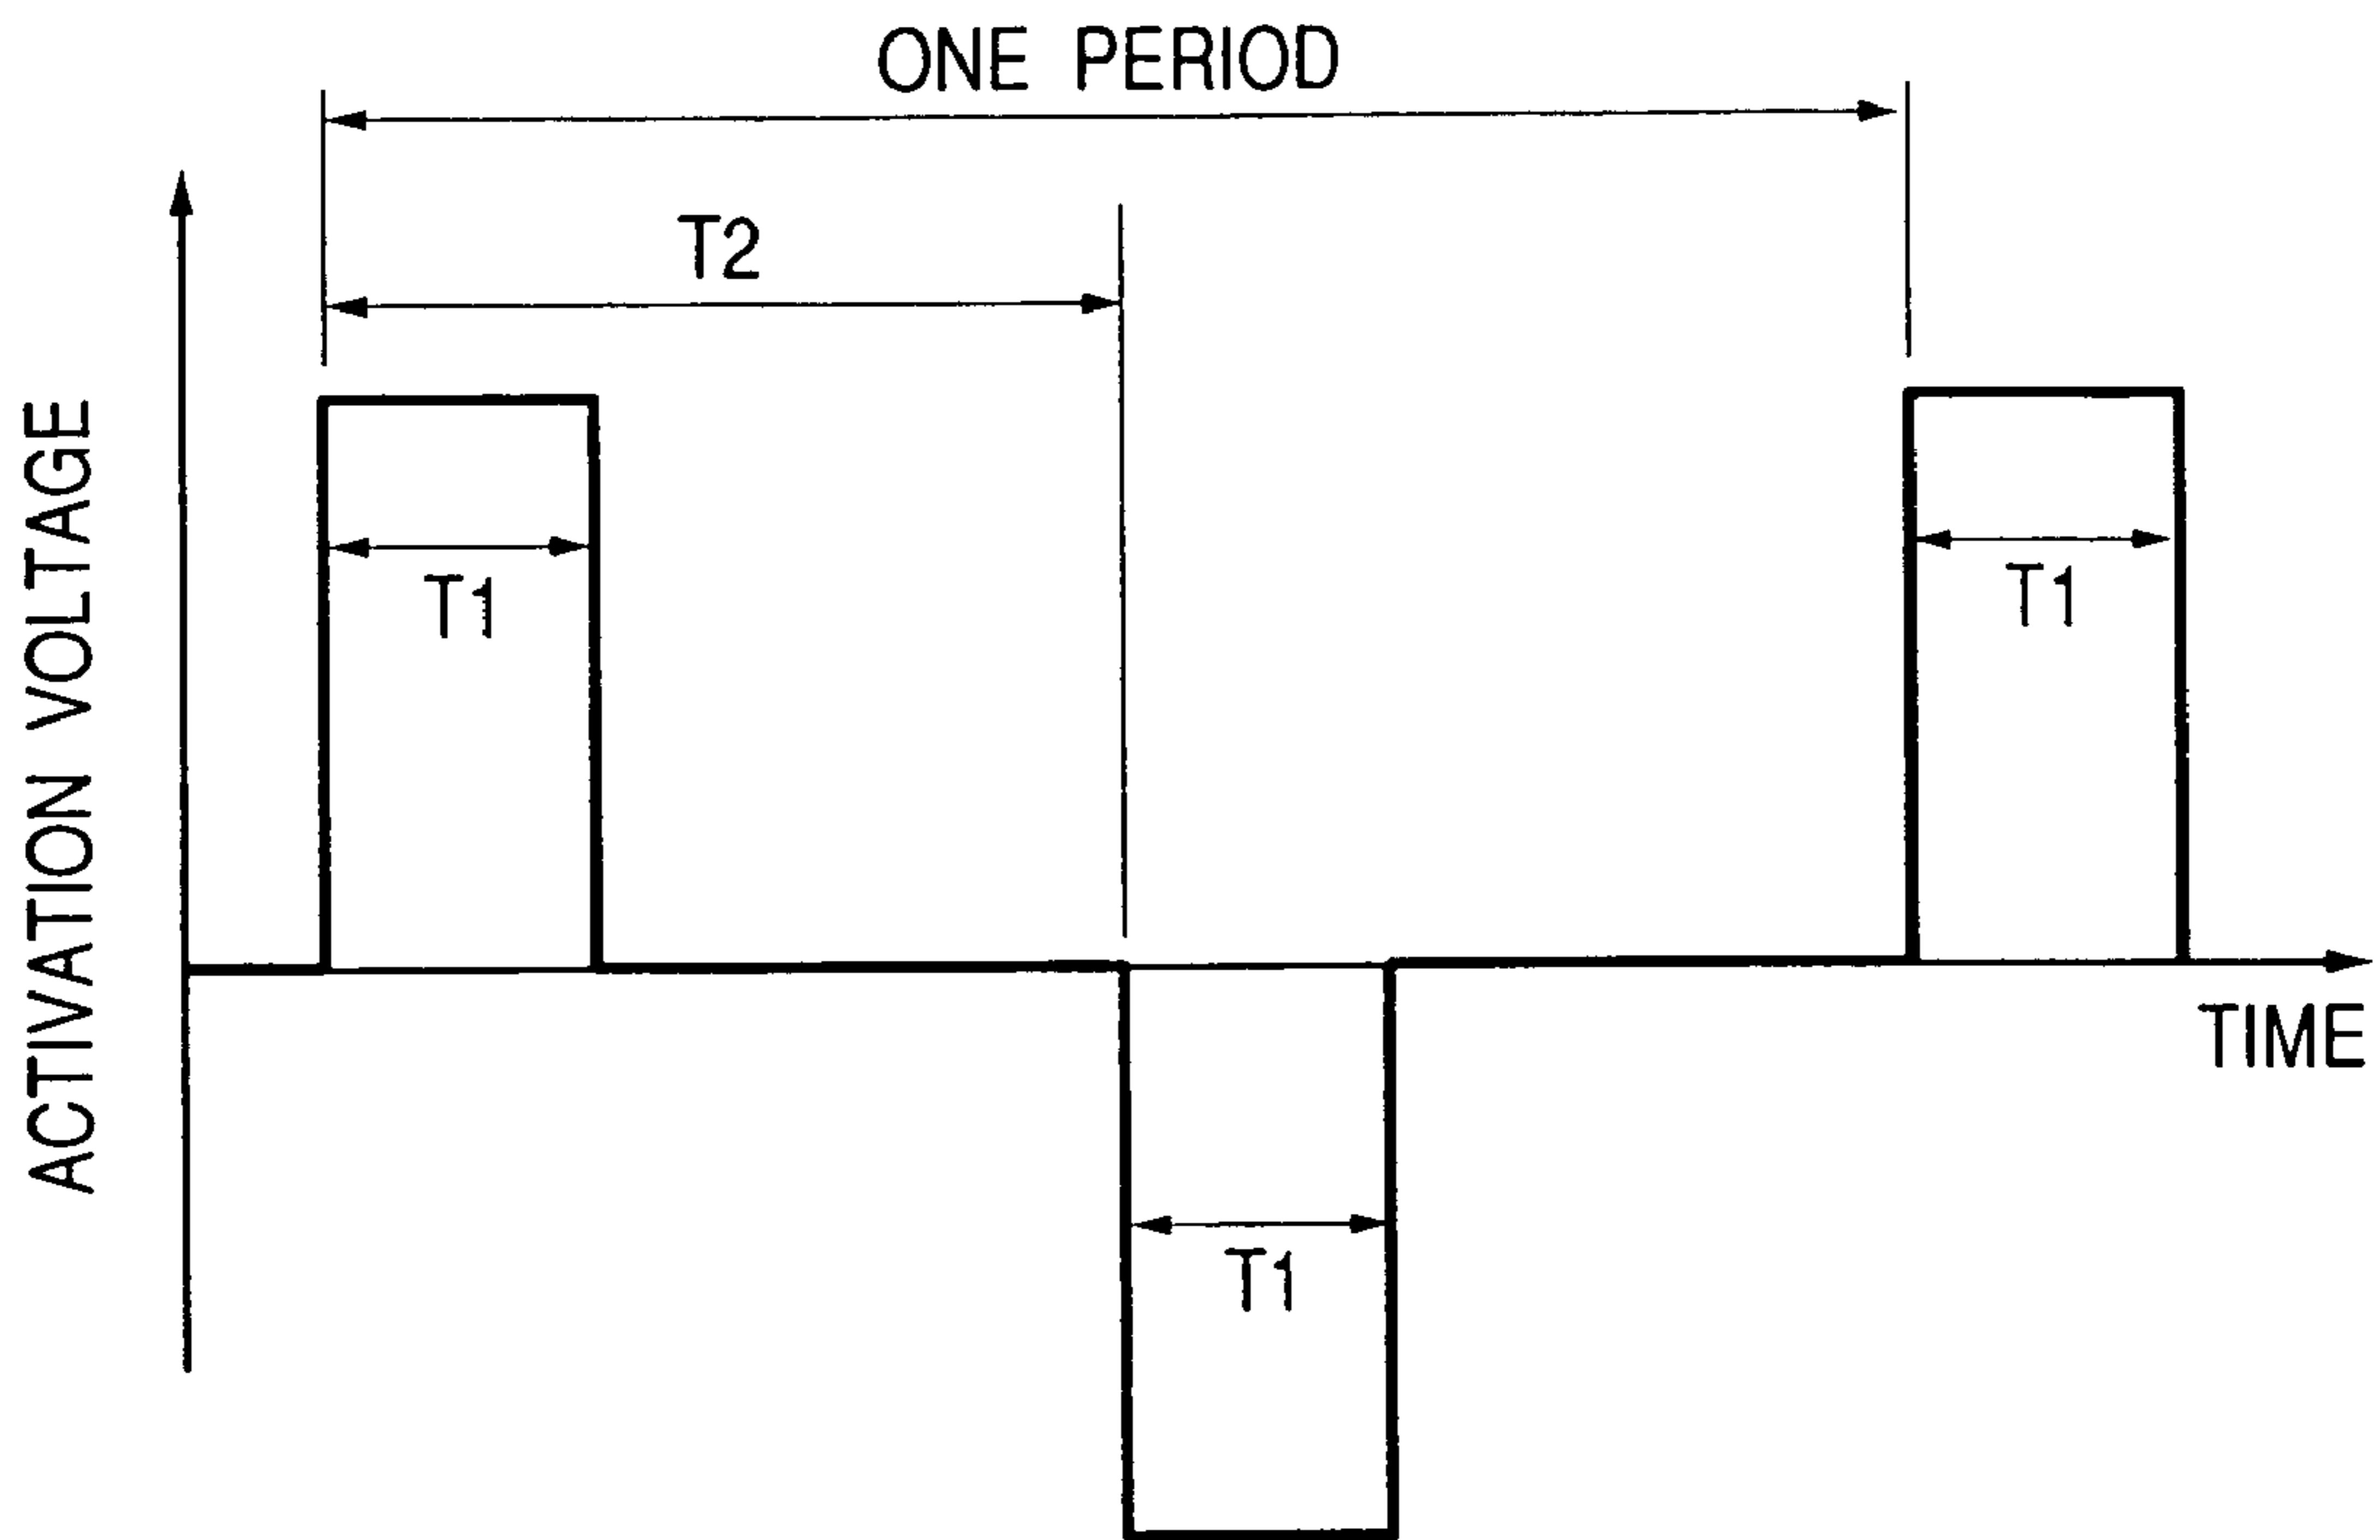 ONE PERIOD
T2
ACTIVATION VOLTAGE
T1
T1
TIME
T1